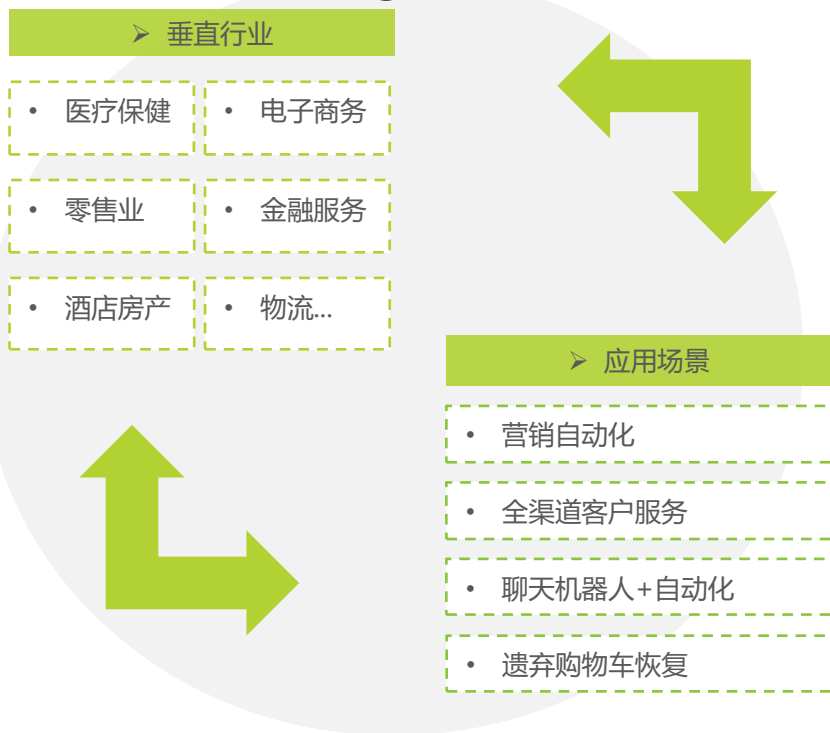 ➢ 垂直行业
• 医疗保健
• 电子商务
• 零售业
• 金融服务
• 酒店房产
• 物流...
➢ 应用场景
• 营销自动化
• 全渠道客户服务
• 聊天机器人+自动化
• 遗弃购物车恢复